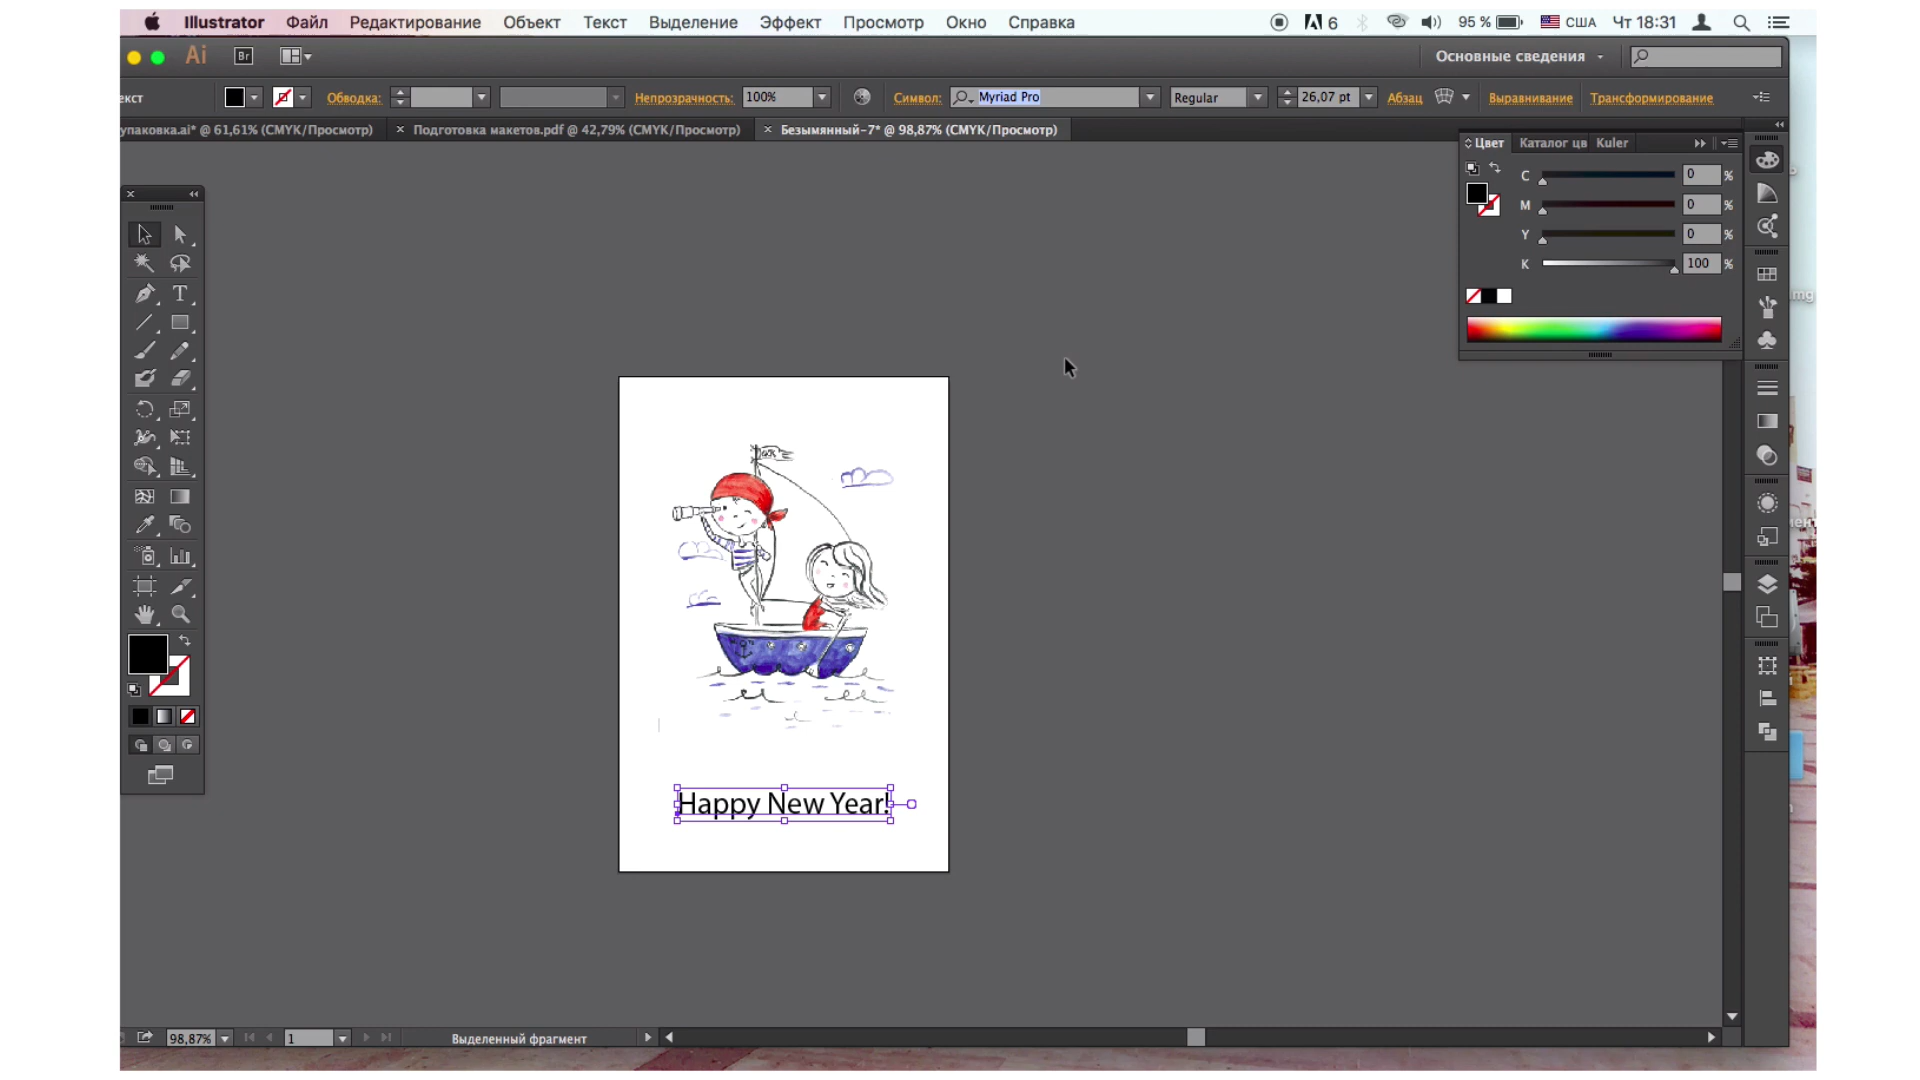 Illustrator Файл Редактирование Объект Текст Выделение Эффект Просмотр Окно Справка 6 95 % США Чт 18:31
Ai Br Основные сведения
екст Обводка: Непрозрачность: 100% Символ: Myriad Pro Regular 26,07 pt Абзац Выравнивание Трансформирование
упаковка.ai* @ 61,61% (CMYK/Просмотр) × Подготовка макетов.pdf @ 42,79% (CMYK/Просмотр) × Безымянный-7* @ 98,87% (CMYK/Просмотр)
Цвет Каталог цв Kuler
C 0 %
M 0 %
Y 0 %
K 100 %
T
Happy New Year!
98,87% 1 Выделенный фрагмент